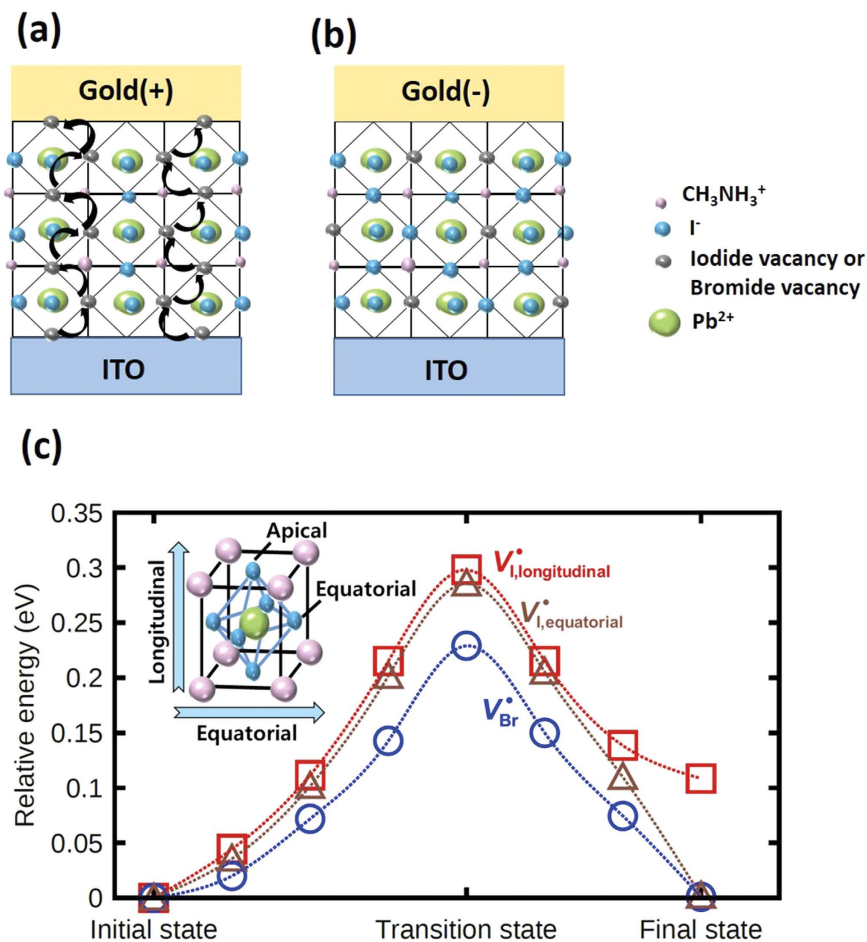 (a)
(b)
Gold(+)
Gold(-)
ITO
ITO
CH₃NH₃⁺
I⁻
Iodide vacancy or
Bromide vacancy
Pb²⁺
(c)
Relative energy (eV)
0.35
0.3
0.25
0.2
0.15
0.1
0.05
0
Longitudinal
Apical
Equatorial
Equatorial
V•I,longitudinal
V•I,equatorial
V•Br
Initial state
Transition state
Final state